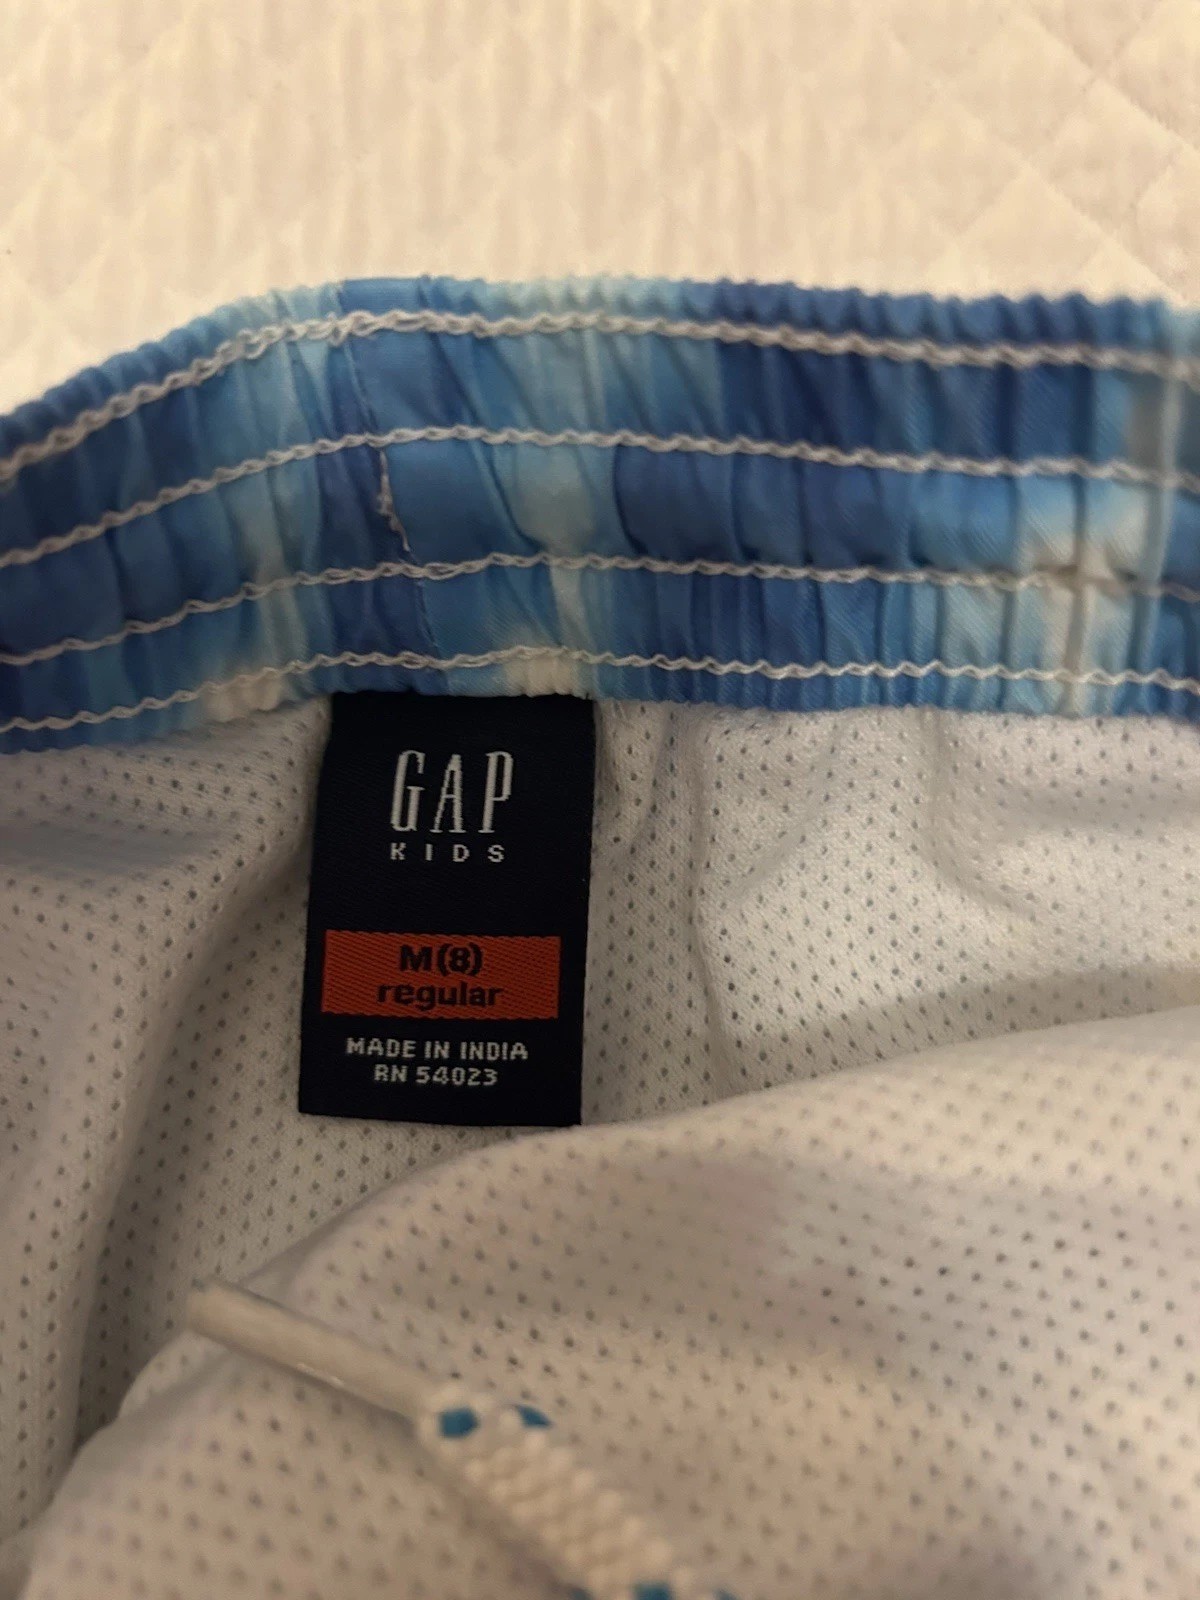 GAP
KIDS
M(8)
regular
MADE IN INDIA
RN 54023